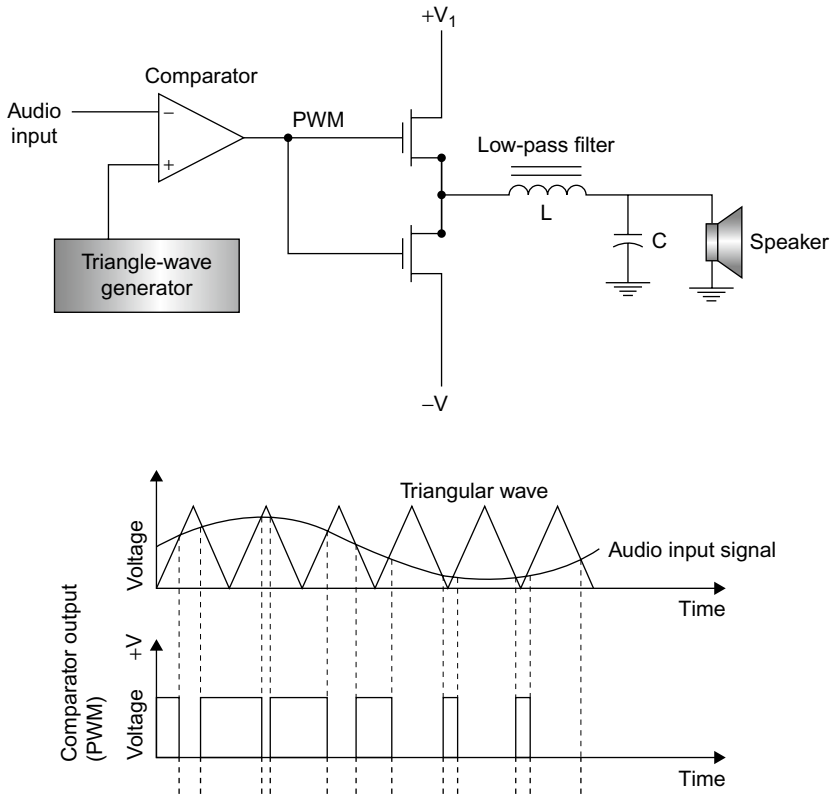 +V1
Comparator
Audio
input
−
+
PWM
Low-pass filter
L
C
Speaker
Triangle-wave
generator
−V
Voltage
Triangular wave
Audio input signal
Time
Comparator output
(PWM)
Voltage
+V
Time